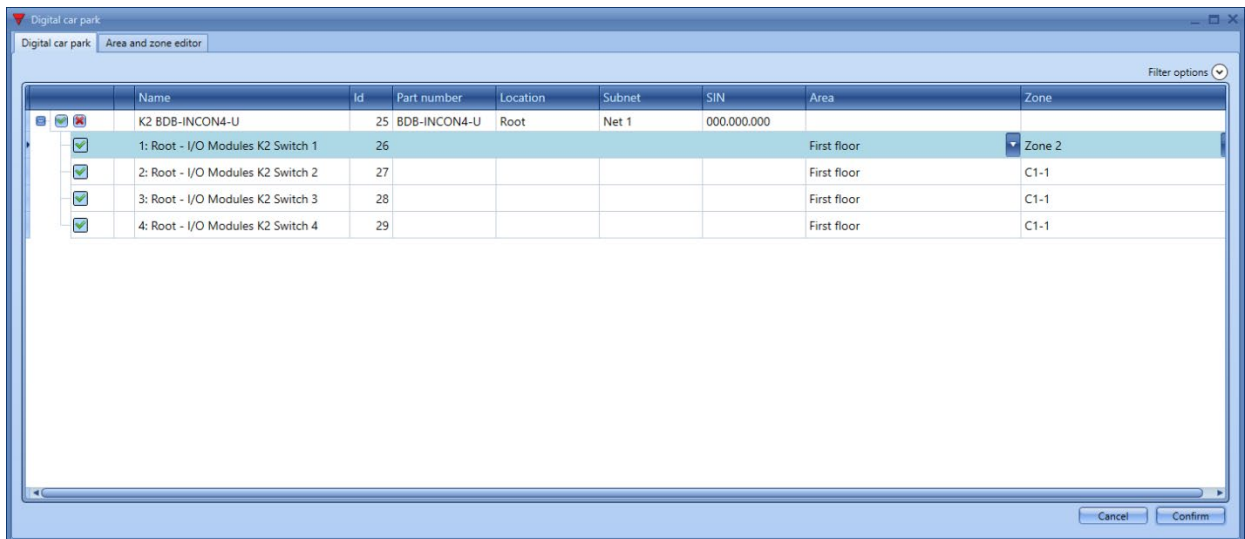 Digital car park
Digital car park Area and zone editor
Filter options
Name Id Part number Location Subnet SIN Area Zone
K2 BDB-INCON4-U 25 BDB-INCON4-U Root Net 1 000.000.000
1: Root - I/O Modules K2 Switch 1 26 First floor Zone 2
2: Root - I/O Modules K2 Switch 2 27 First floor C1-1
3: Root - I/O Modules K2 Switch 3 28 First floor C1-1
4: Root - I/O Modules K2 Switch 4 29 First floor C1-1
Cancel Confirm